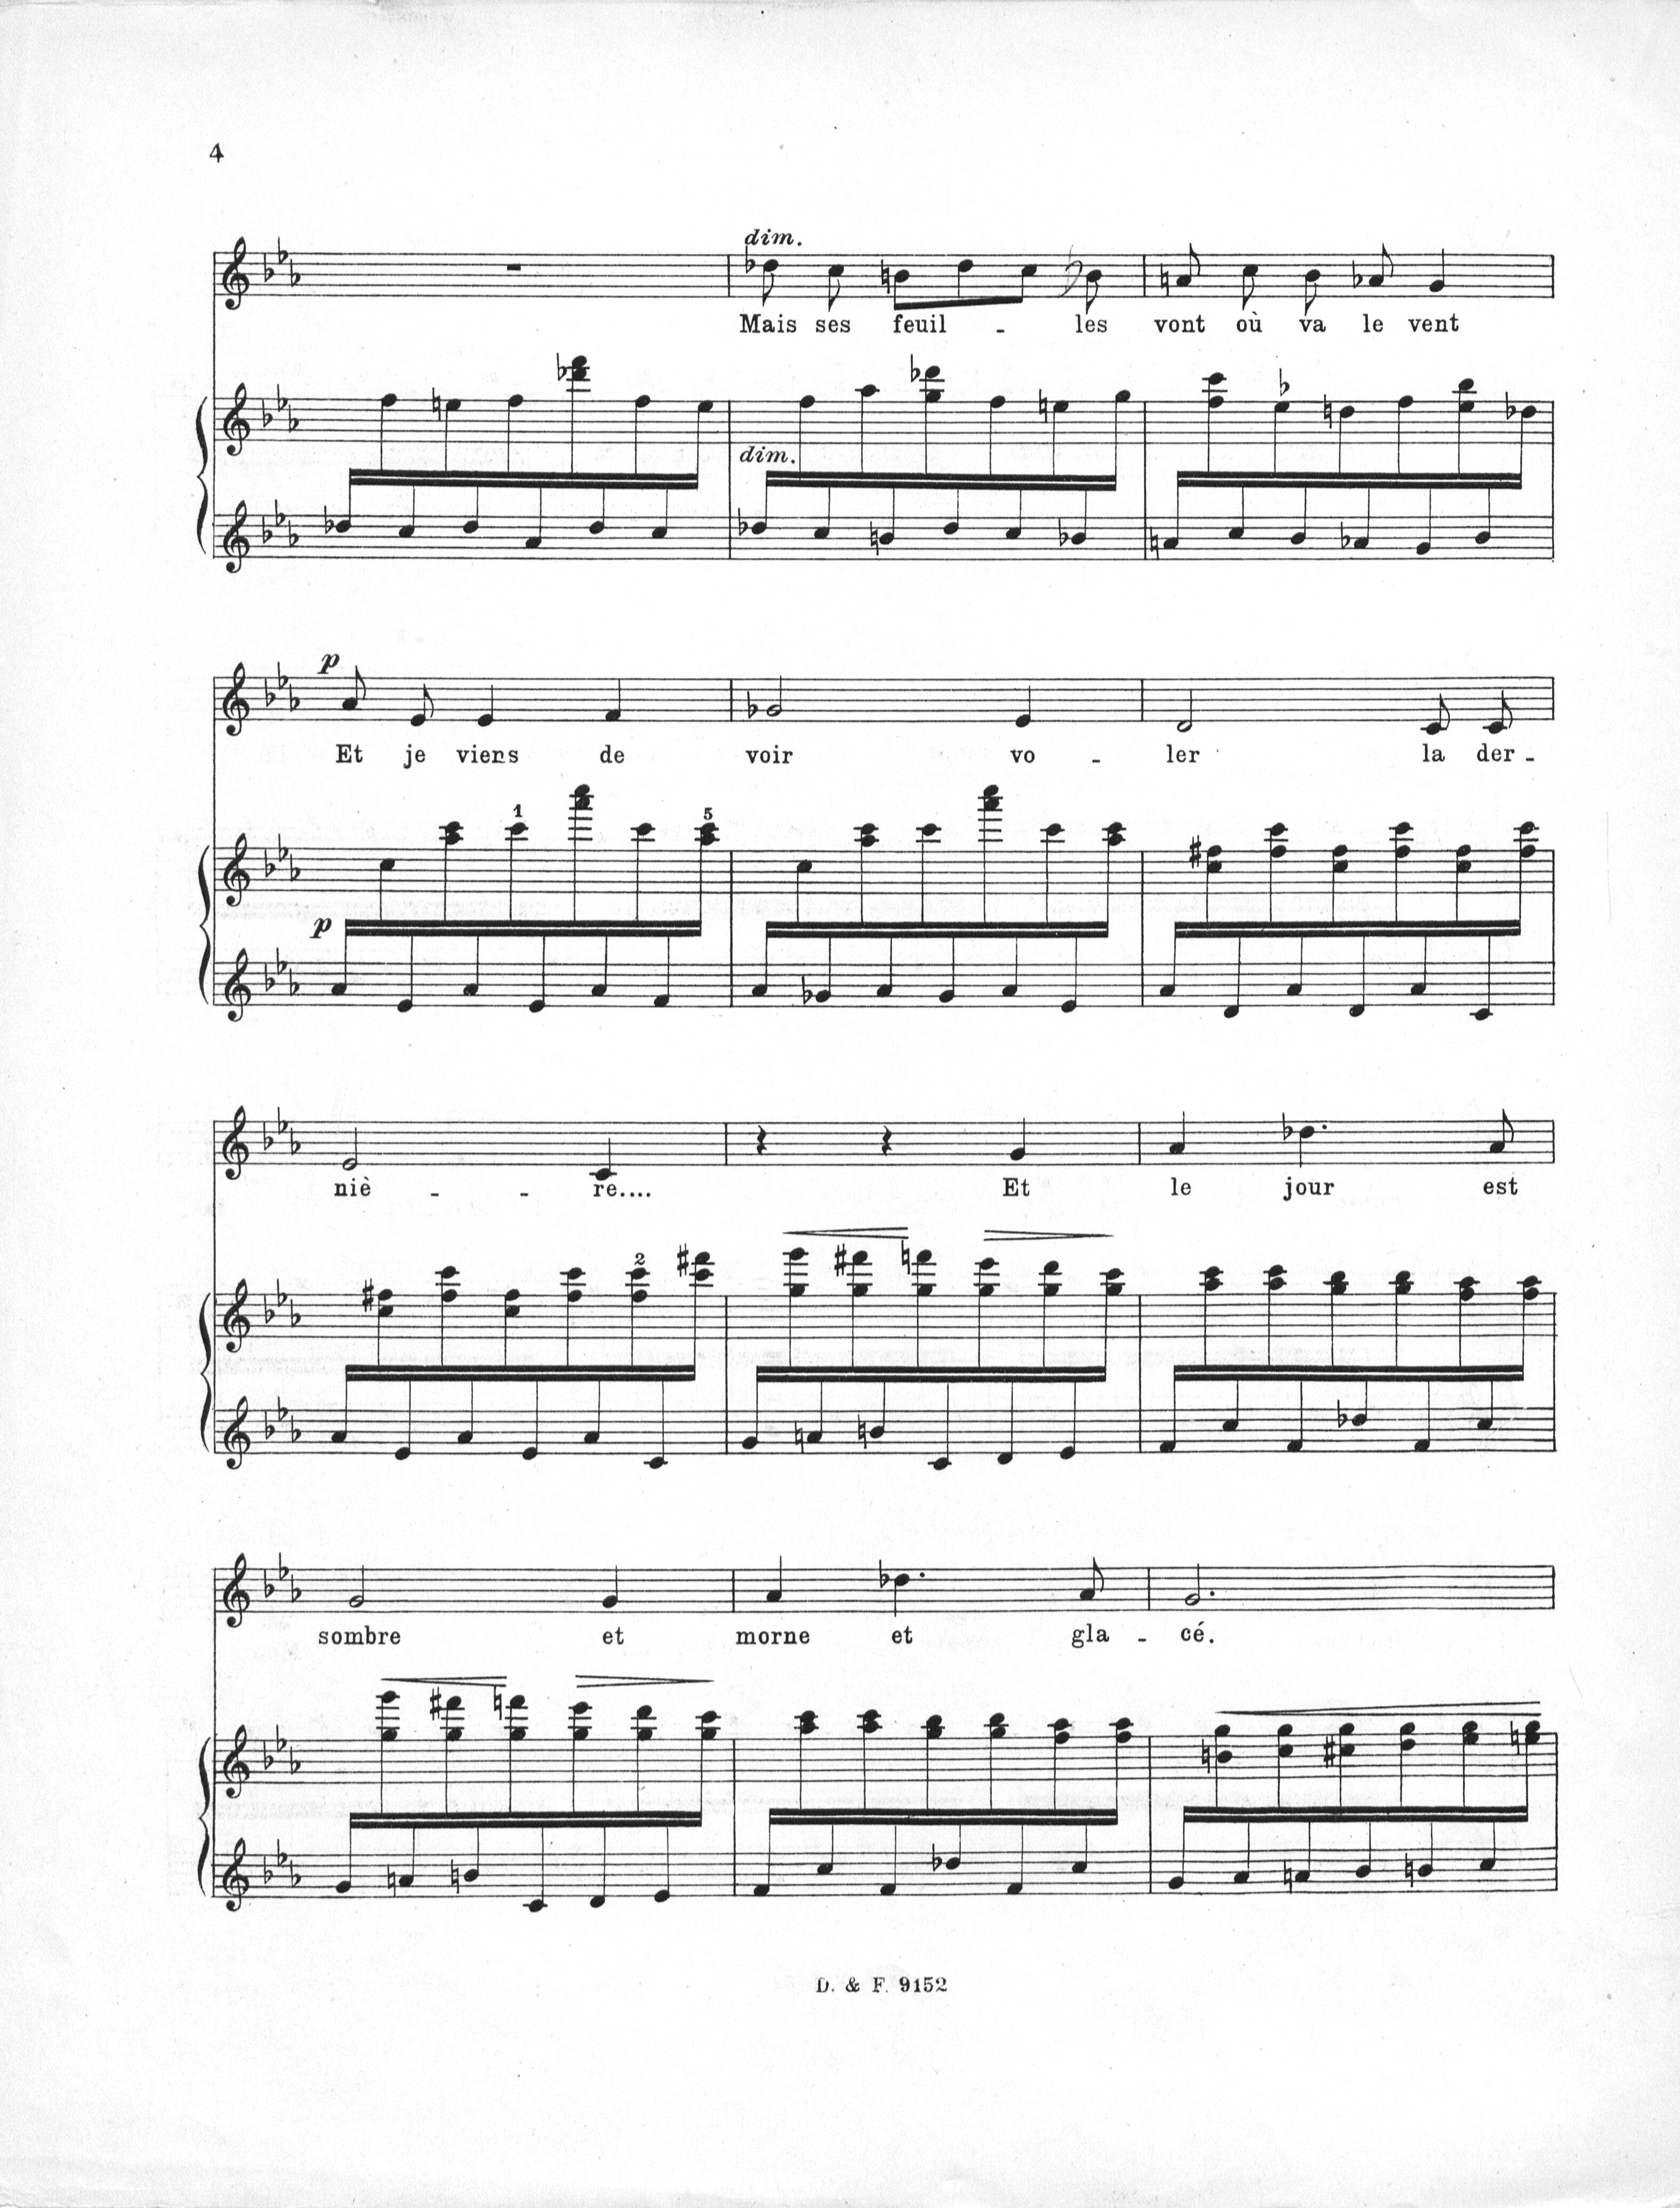 4
dim.
Mais ses feuil - les vont où va le vent
dim.
p
Et je viens de voir vo - ler la der -
1 5
p
niè - - re.... Et le jour est
2
sombre et morne et gla - cé.
D. & F. 9152